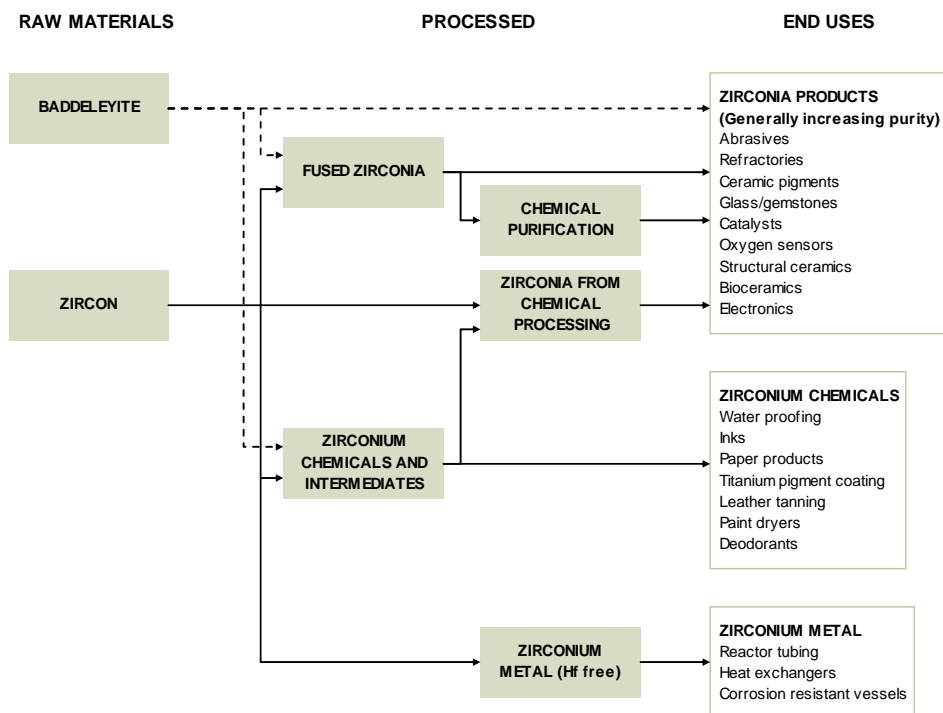 RAW MATERIALS
PROCESSED
END USES
BADDELEYITE
ZIRCON
FUSED ZIRCONIA
CHEMICAL
PURIFICATION
ZIRCONIA FROM
CHEMICAL
PROCESSING
ZIRCONIUM
CHEMICALS AND
INTERMEDIATES
ZIRCONIUM
METAL (Hf free)
ZIRCONIA PRODUCTS
(Generally increasing purity)
Abrasives
Refractories
Ceramic pigments
Glass/gemstones
Catalysts
Oxygen sensors
Structural ceramics
Bioceramics
Electronics
ZIRCONIUM CHEMICALS
Water proofing
Inks
Paper products
Titanium pigment coating
Leather tanning
Paint dryers
Deodorants
ZIRCONIUM METAL
Reactor tubing
Heat exchangers
Corrosion resistant vessels